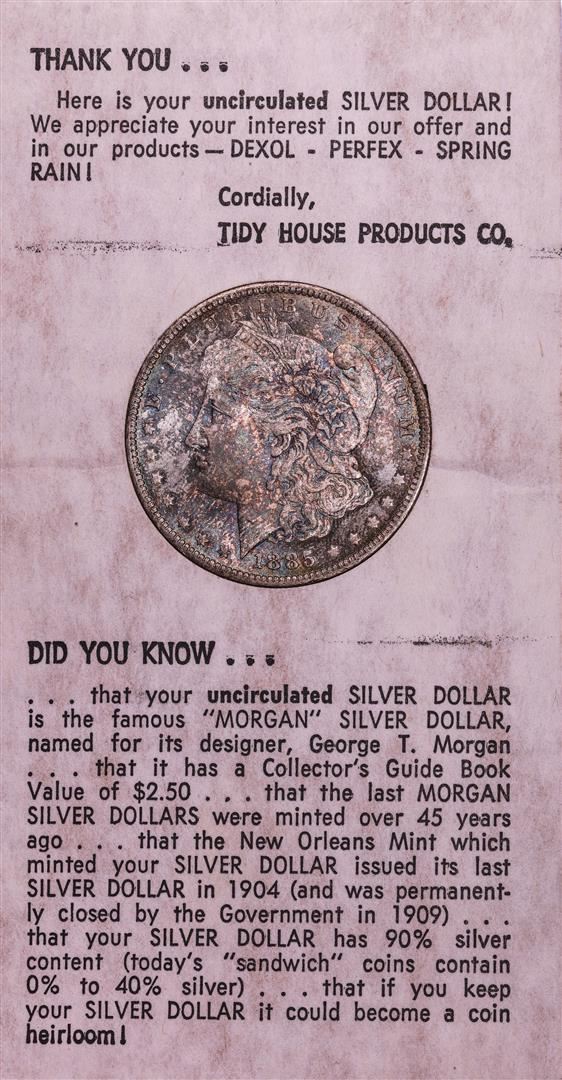 THANK YOU . . .
Here is your uncirculated SILVER DOLLAR!
We appreciate your interest in our offer and
in our products — DEXOL - PERFEX - SPRING
RAIN!
Cordially,
TIDY HOUSE PRODUCTS CO.
E · PLURIBUS · UNUM
1885
DID YOU KNOW . . .
. . . that your uncirculated SILVER DOLLAR
is the famous "MORGAN" SILVER DOLLAR,
named for its designer, George T. Morgan
. . . that it has a Collector's Guide Book
Value of $2.50 . . . that the last MORGAN
SILVER DOLLARS were minted over 45 years
ago . . . that the New Orleans Mint which
minted your SILVER DOLLAR issued its last
SILVER DOLLAR in 1904 (and was permanent-
ly closed by the Government in 1909) . . .
that your SILVER DOLLAR has 90% silver
content (today's "sandwich" coins contain
0% to 40% silver) . . . that if you keep
your SILVER DOLLAR it could become a coin
heirloom!